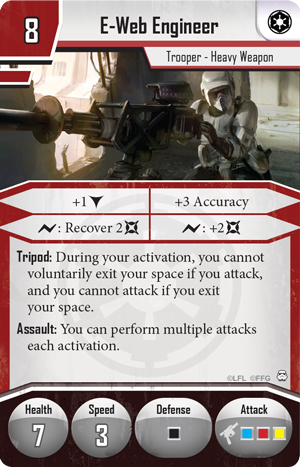 8
E-Web Engineer
Trooper - Heavy Weapon
+1
+3 Accuracy
: Recover 2
: +2
Tripod: During your activation, you cannot
voluntarily exit your space if you attack,
and you cannot attack if you exit
your space.
Assault: You can perform multiple attacks
each activation.
©LFL ©FFG
Health
Speed
Defense
Attack
7
3